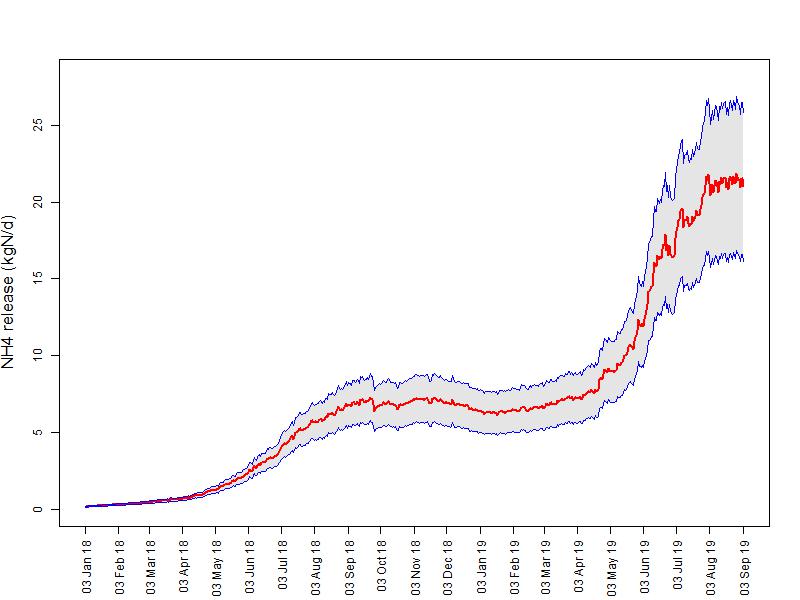 NH4 release (kgN/d)
25
20
15
10
5
0
03 Jan 18
03 Feb 18
03 Mar 18
03 Apr 18
03 May 18
03 Jun 18
03 Jul 18
03 Aug 18
03 Sep 18
03 Oct 18
03 Nov 18
03 Dec 18
03 Jan 19
03 Feb 19
03 Mar 19
03 Apr 19
03 May 19
03 Jun 19
03 Jul 19
03 Aug 19
03 Sep 19